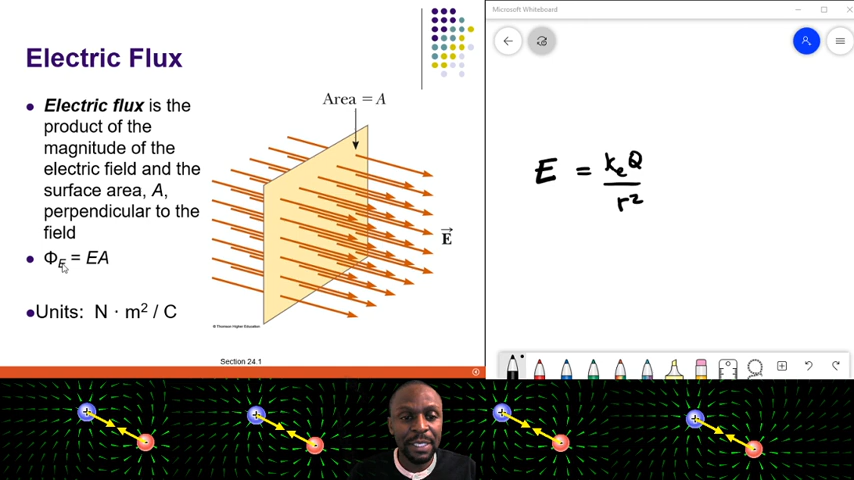 Microsoft Whiteboard
Electric Flux
Area = A
• Electric flux is the
product of the
magnitude of the
electric field and the
surface area, A,
perpendicular to the
field
• Φ_E = EA
•Units: N · m² / C
E⃗
© Thomson Higher Education
Section 24.1
E = k_e Q / r²